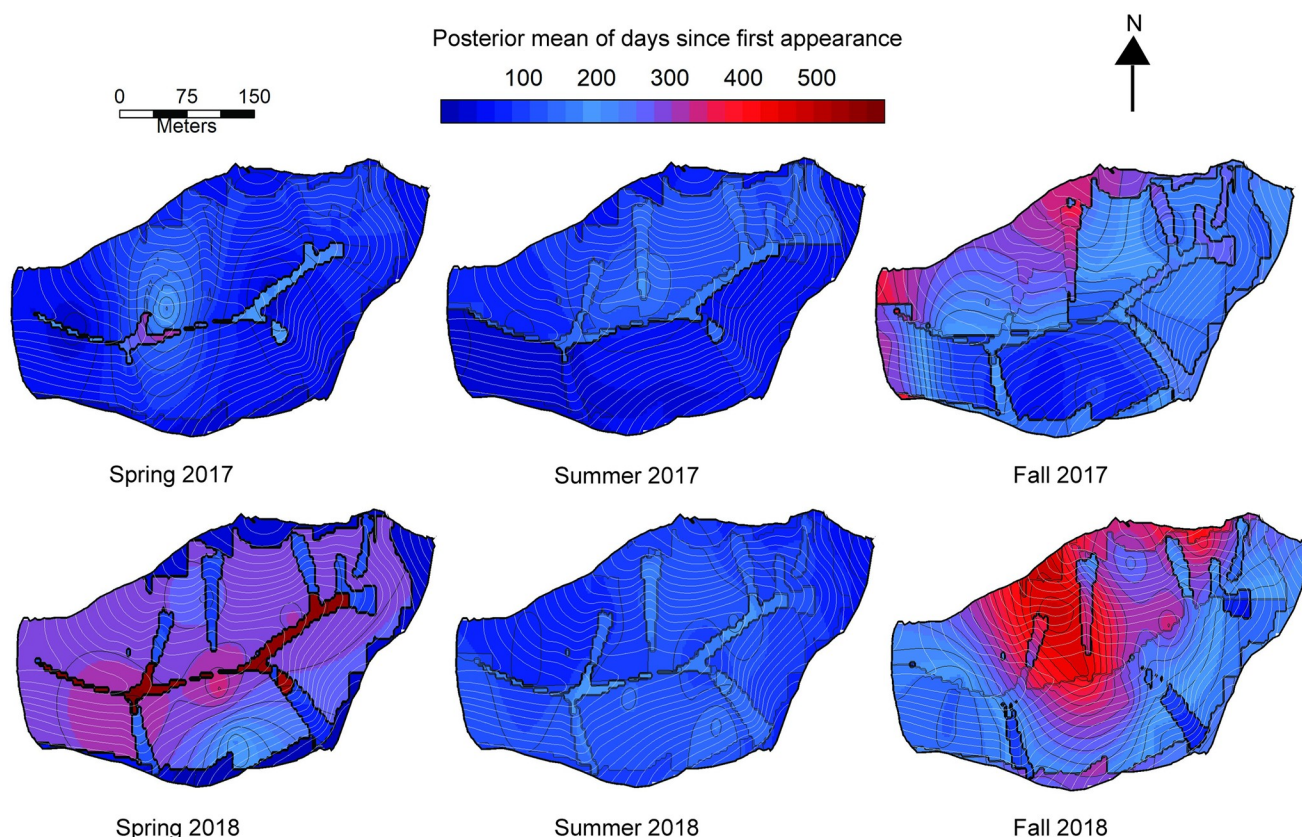 Posterior mean of days since first appearance
N
100 200 300 400 500
0 75 150
Meters
Spring 2017
Summer 2017
Fall 2017
Spring 2018
Summer 2018
Fall 2018